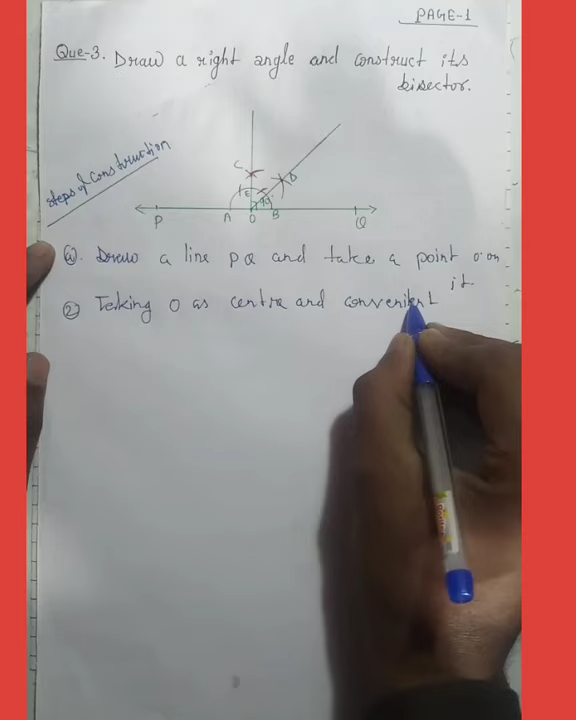 PAGE-1
Que-3. Draw a right angle and construct its
bisector.
Steps of Construction
C
D
E
90°
P A O B Q
①. Draw a line PQ and take a point O on
it.
② Taking O as centre and convenient